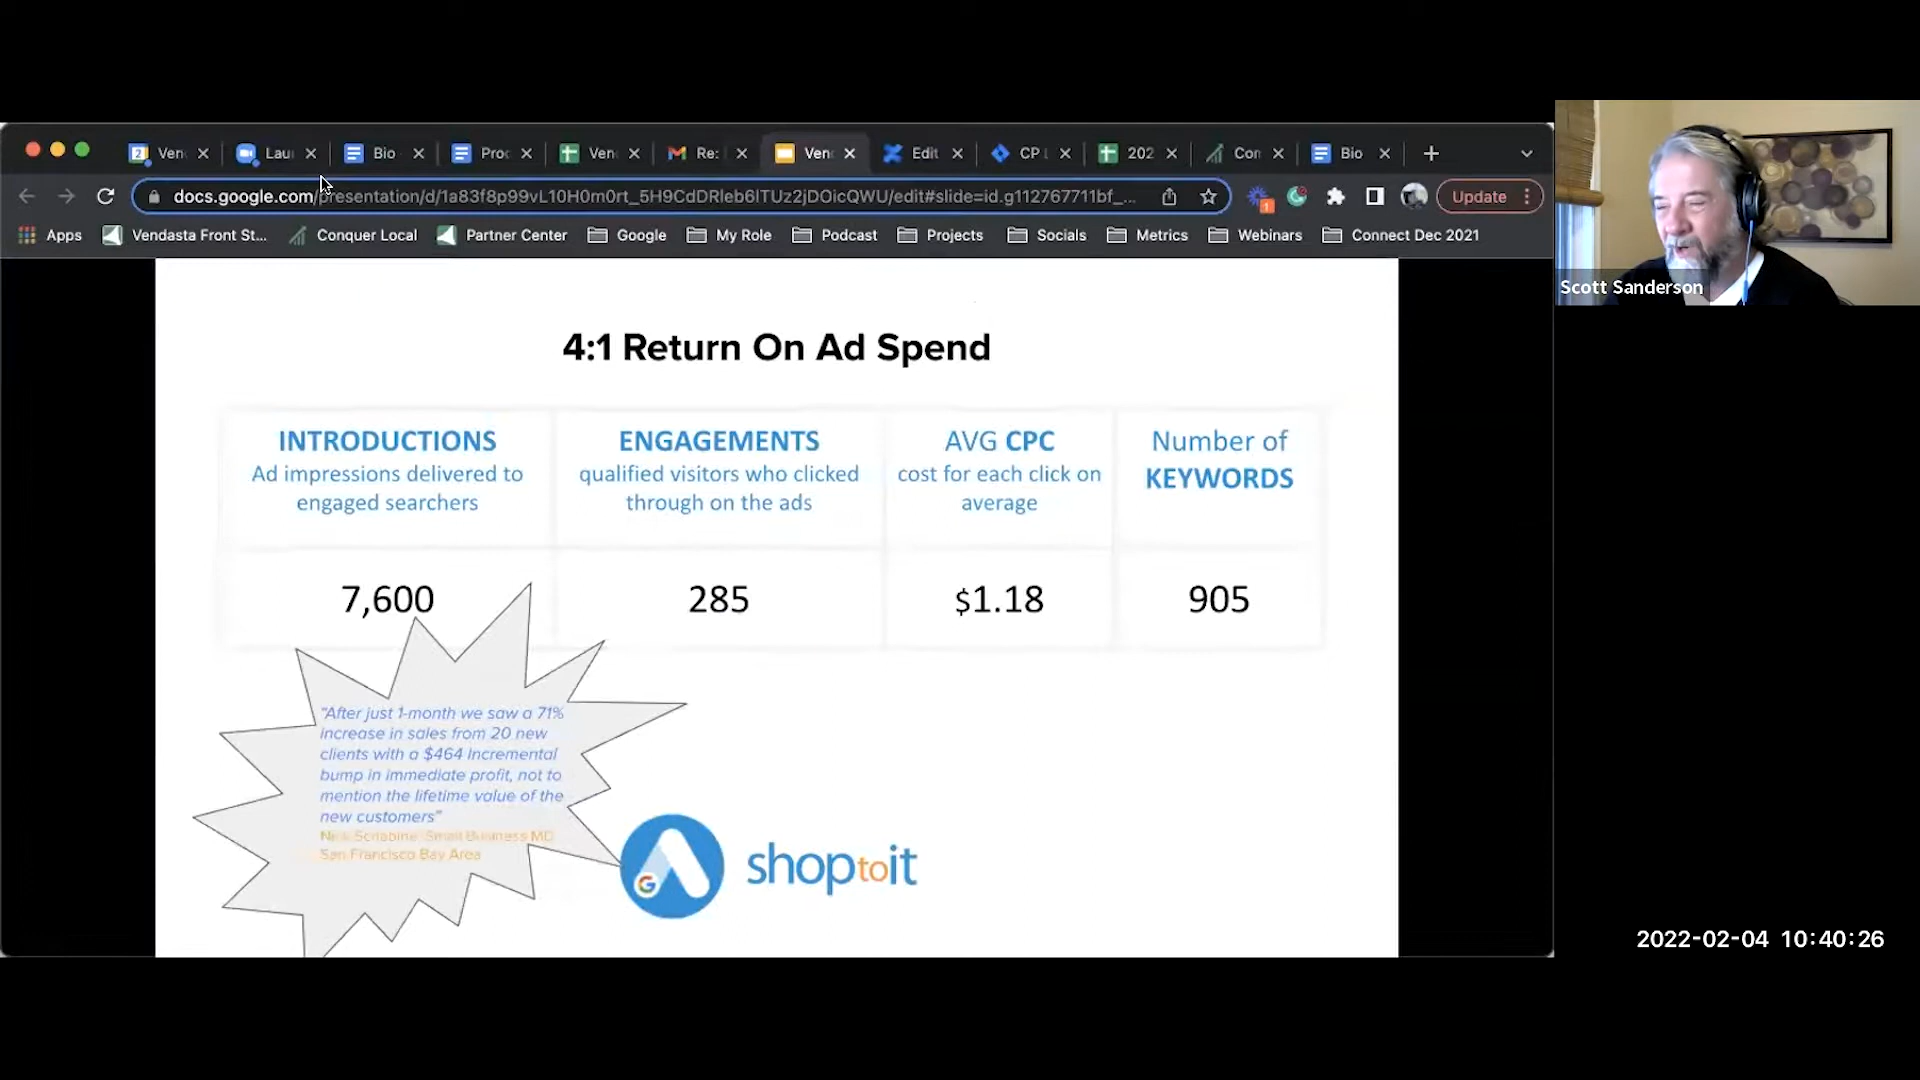 Ven
Lau
Bio
Proc
Ven
Re:
Ven
Edit
CP L
202
Con
Bio
docs.google.com/presentation/d/1a83f8p99vL10H0m0rt_5H9CdDRleb6lTUz2jDOicQWU/edit#slide=id.g112767711bf_...
Update
Apps
Vendasta Front St...
Conquer Local
Partner Center
Google
My Role
Podcast
Projects
Socials
Metrics
Webinars
Connect Dec 2021
Scott Sanderson
4:1 Return On Ad Spend
INTRODUCTIONS
Ad impressions delivered to
engaged searchers
ENGAGEMENTS
qualified visitors who clicked
through on the ads
AVG CPC
cost for each click on
average
Number of
KEYWORDS
7,600
285
$1.18
905
"After just 1-month we saw a 71%
increase in sales from 20 new
clients with a $464 Incremental
bump in immediate profit, not to
mention the lifetime value of the
new customers"
Small Business MD
San Francisco Bay Area
shoptoit
2022-02-04 10:40:26